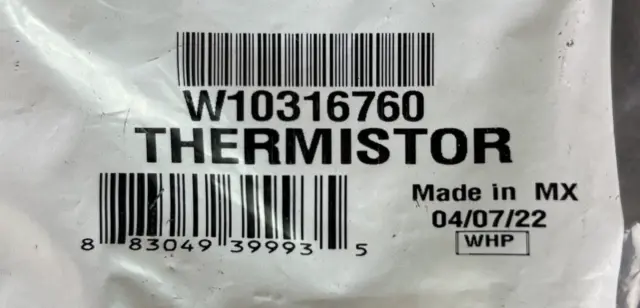 W10316760
THERMISTOR
Made in MX
04/07/22
WHP
8 83049 39993 5